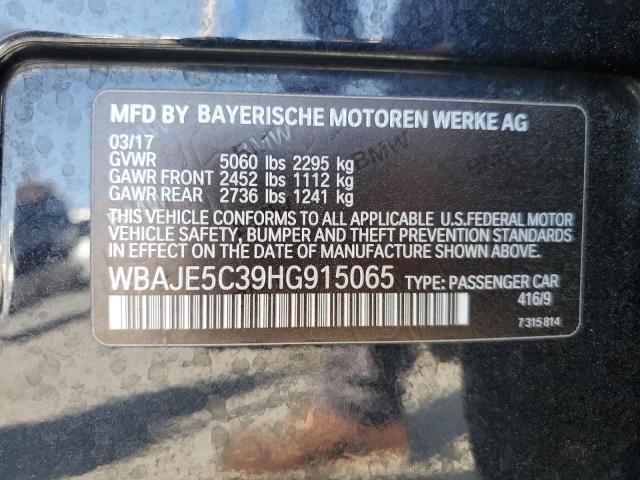 MFD BY BAYERISCHE MOTOREN WERKE AG
03/17
GVWR 5060 lbs 2295 kg
GAWR FRONT 2452 lbs 1112 kg
GAWR REAR 2736 lbs 1241 kg
THIS VEHICLE CONFORMS TO ALL APPLICABLE U.S.FEDERAL MOTOR
VEHICLE SAFETY, BUMPER AND THEFT PREVENTION STANDARDS
IN EFFECT ON THE DATE OF MANUFACTURE SHOWN ABOVE.
WBAJE5C39HG915065 TYPE: PASSENGER CAR
416/9
7 315 814
BMW
BMW
BMW